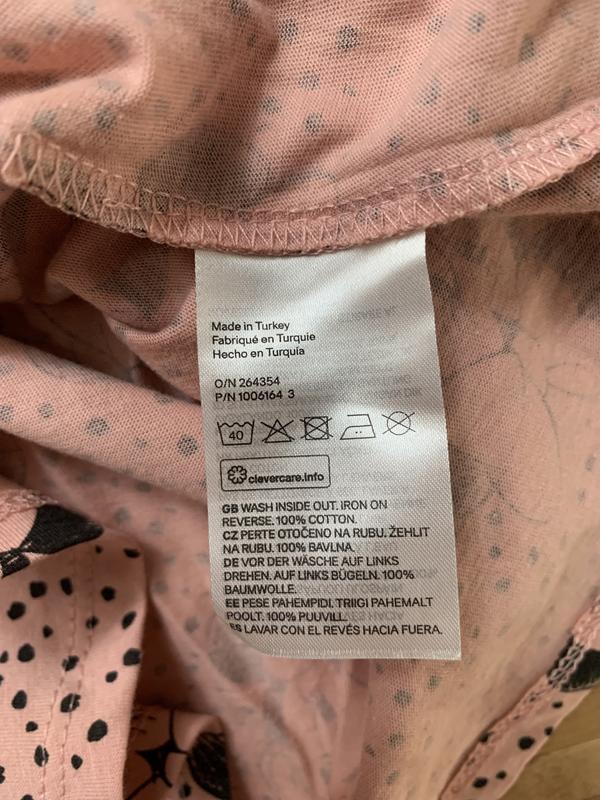 Made in Turkey
Fabriqué en Turquie
Hecho en Turquía
O/N 264354
P/N 1006164 3
40
clevercare.info
GB WASH INSIDE OUT. IRON ON
REVERSE. 100% COTTON.
CZ PERTE OTOČENO NA RUBU. ŽEHLIT
NA RUBU. 100% BAVLNA.
DE VOR DER WÄSCHE AUF LINKS
DREHEN. AUF LINKS BÜGELN. 100%
BAUMWOLLE.
EE PESE PAHEMPIDI. TRIIGI PAHEMALT
POOLT. 100% PUUVILL.
ES LAVAR CON EL REVÉS HACIA FUERA.